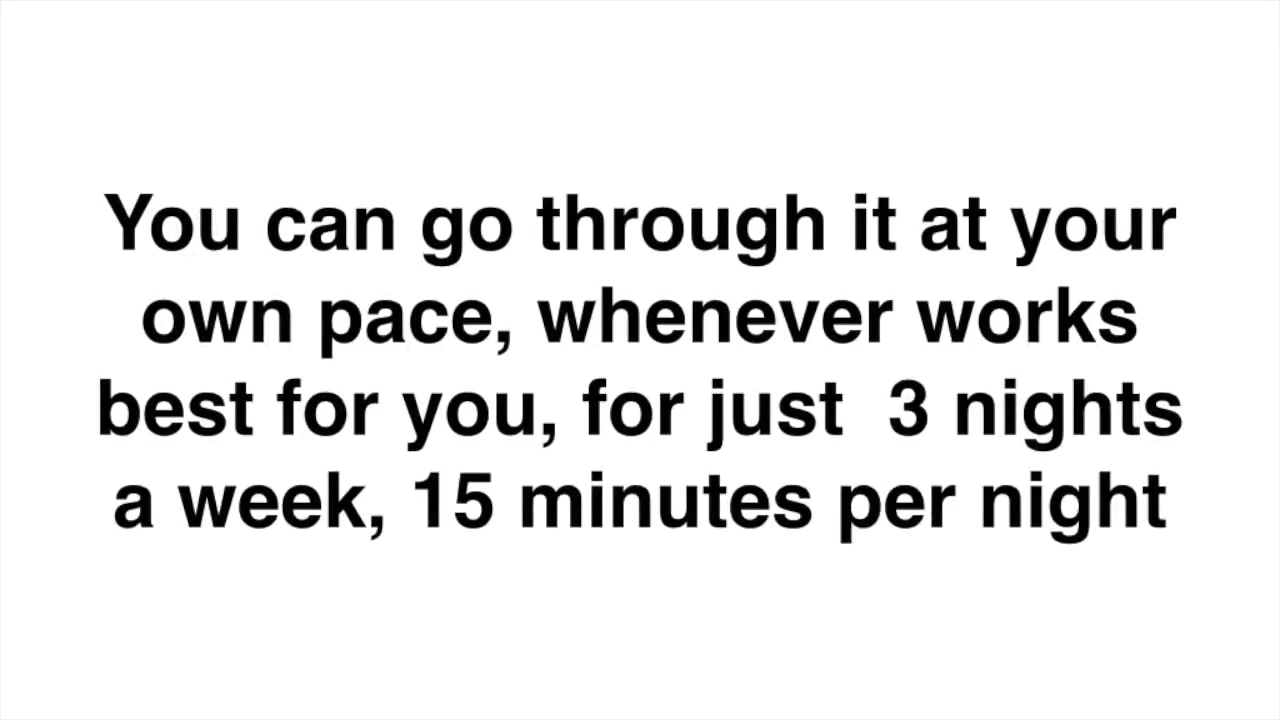 You can go through it at your
own pace, whenever works
best for you, for just  3 nights
a week, 15 minutes per night